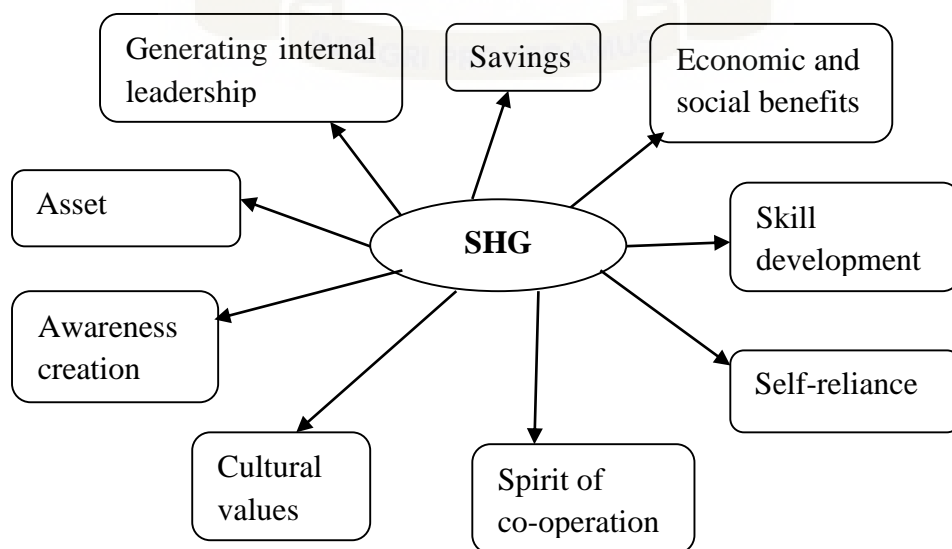 Generating internal
leadership
Savings
Economic and
social benefits
Asset
SHG
Skill
development
Awareness
creation
Self-reliance
Cultural
values
Spirit of
co-operation